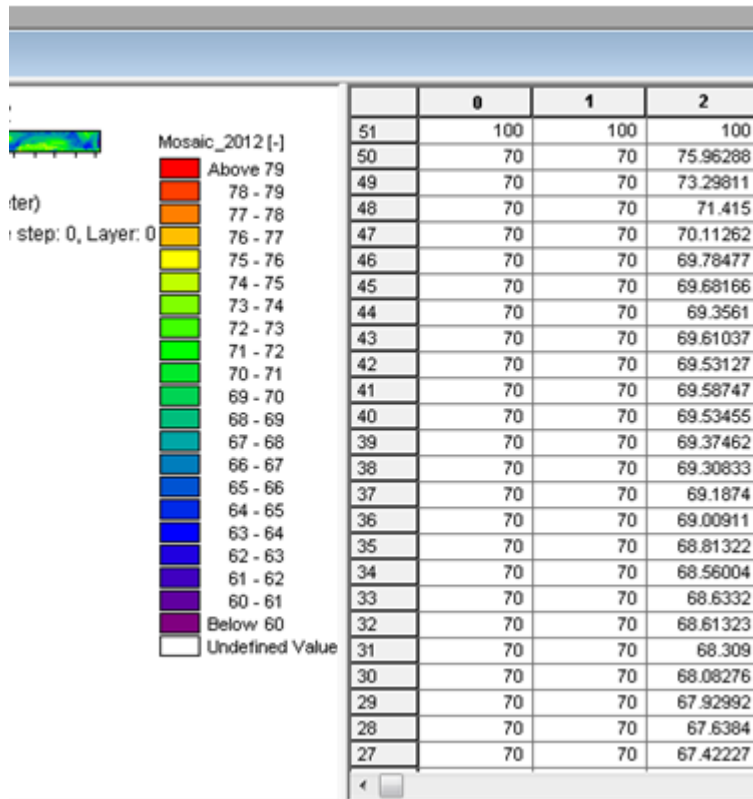 Mosaic_2012 [-]
Above 79
78 - 79
77 - 78
76 - 77
75 - 76
74 - 75
73 - 74
72 - 73
71 - 72
70 - 71
69 - 70
68 - 69
67 - 68
66 - 67
65 - 66
64 - 65
63 - 64
62 - 63
61 - 62
60 - 61
Below 60
Undefined Value
ter)
step: 0, Layer: 0
0 1 2
51 100 100 100
50 70 70 75.96288
49 70 70 73.29811
48 70 70 71.415
47 70 70 70.11262
46 70 70 69.78477
45 70 70 69.68166
44 70 70 69.3561
43 70 70 69.61037
42 70 70 69.53127
41 70 70 69.58747
40 70 70 69.53455
39 70 70 69.37462
38 70 70 69.30833
37 70 70 69.1874
36 70 70 69.00911
35 70 70 68.81322
34 70 70 68.56004
33 70 70 68.6332
32 70 70 68.61323
31 70 70 68.309
30 70 70 68.08276
29 70 70 67.92992
28 70 70 67.6384
27 70 70 67.42227